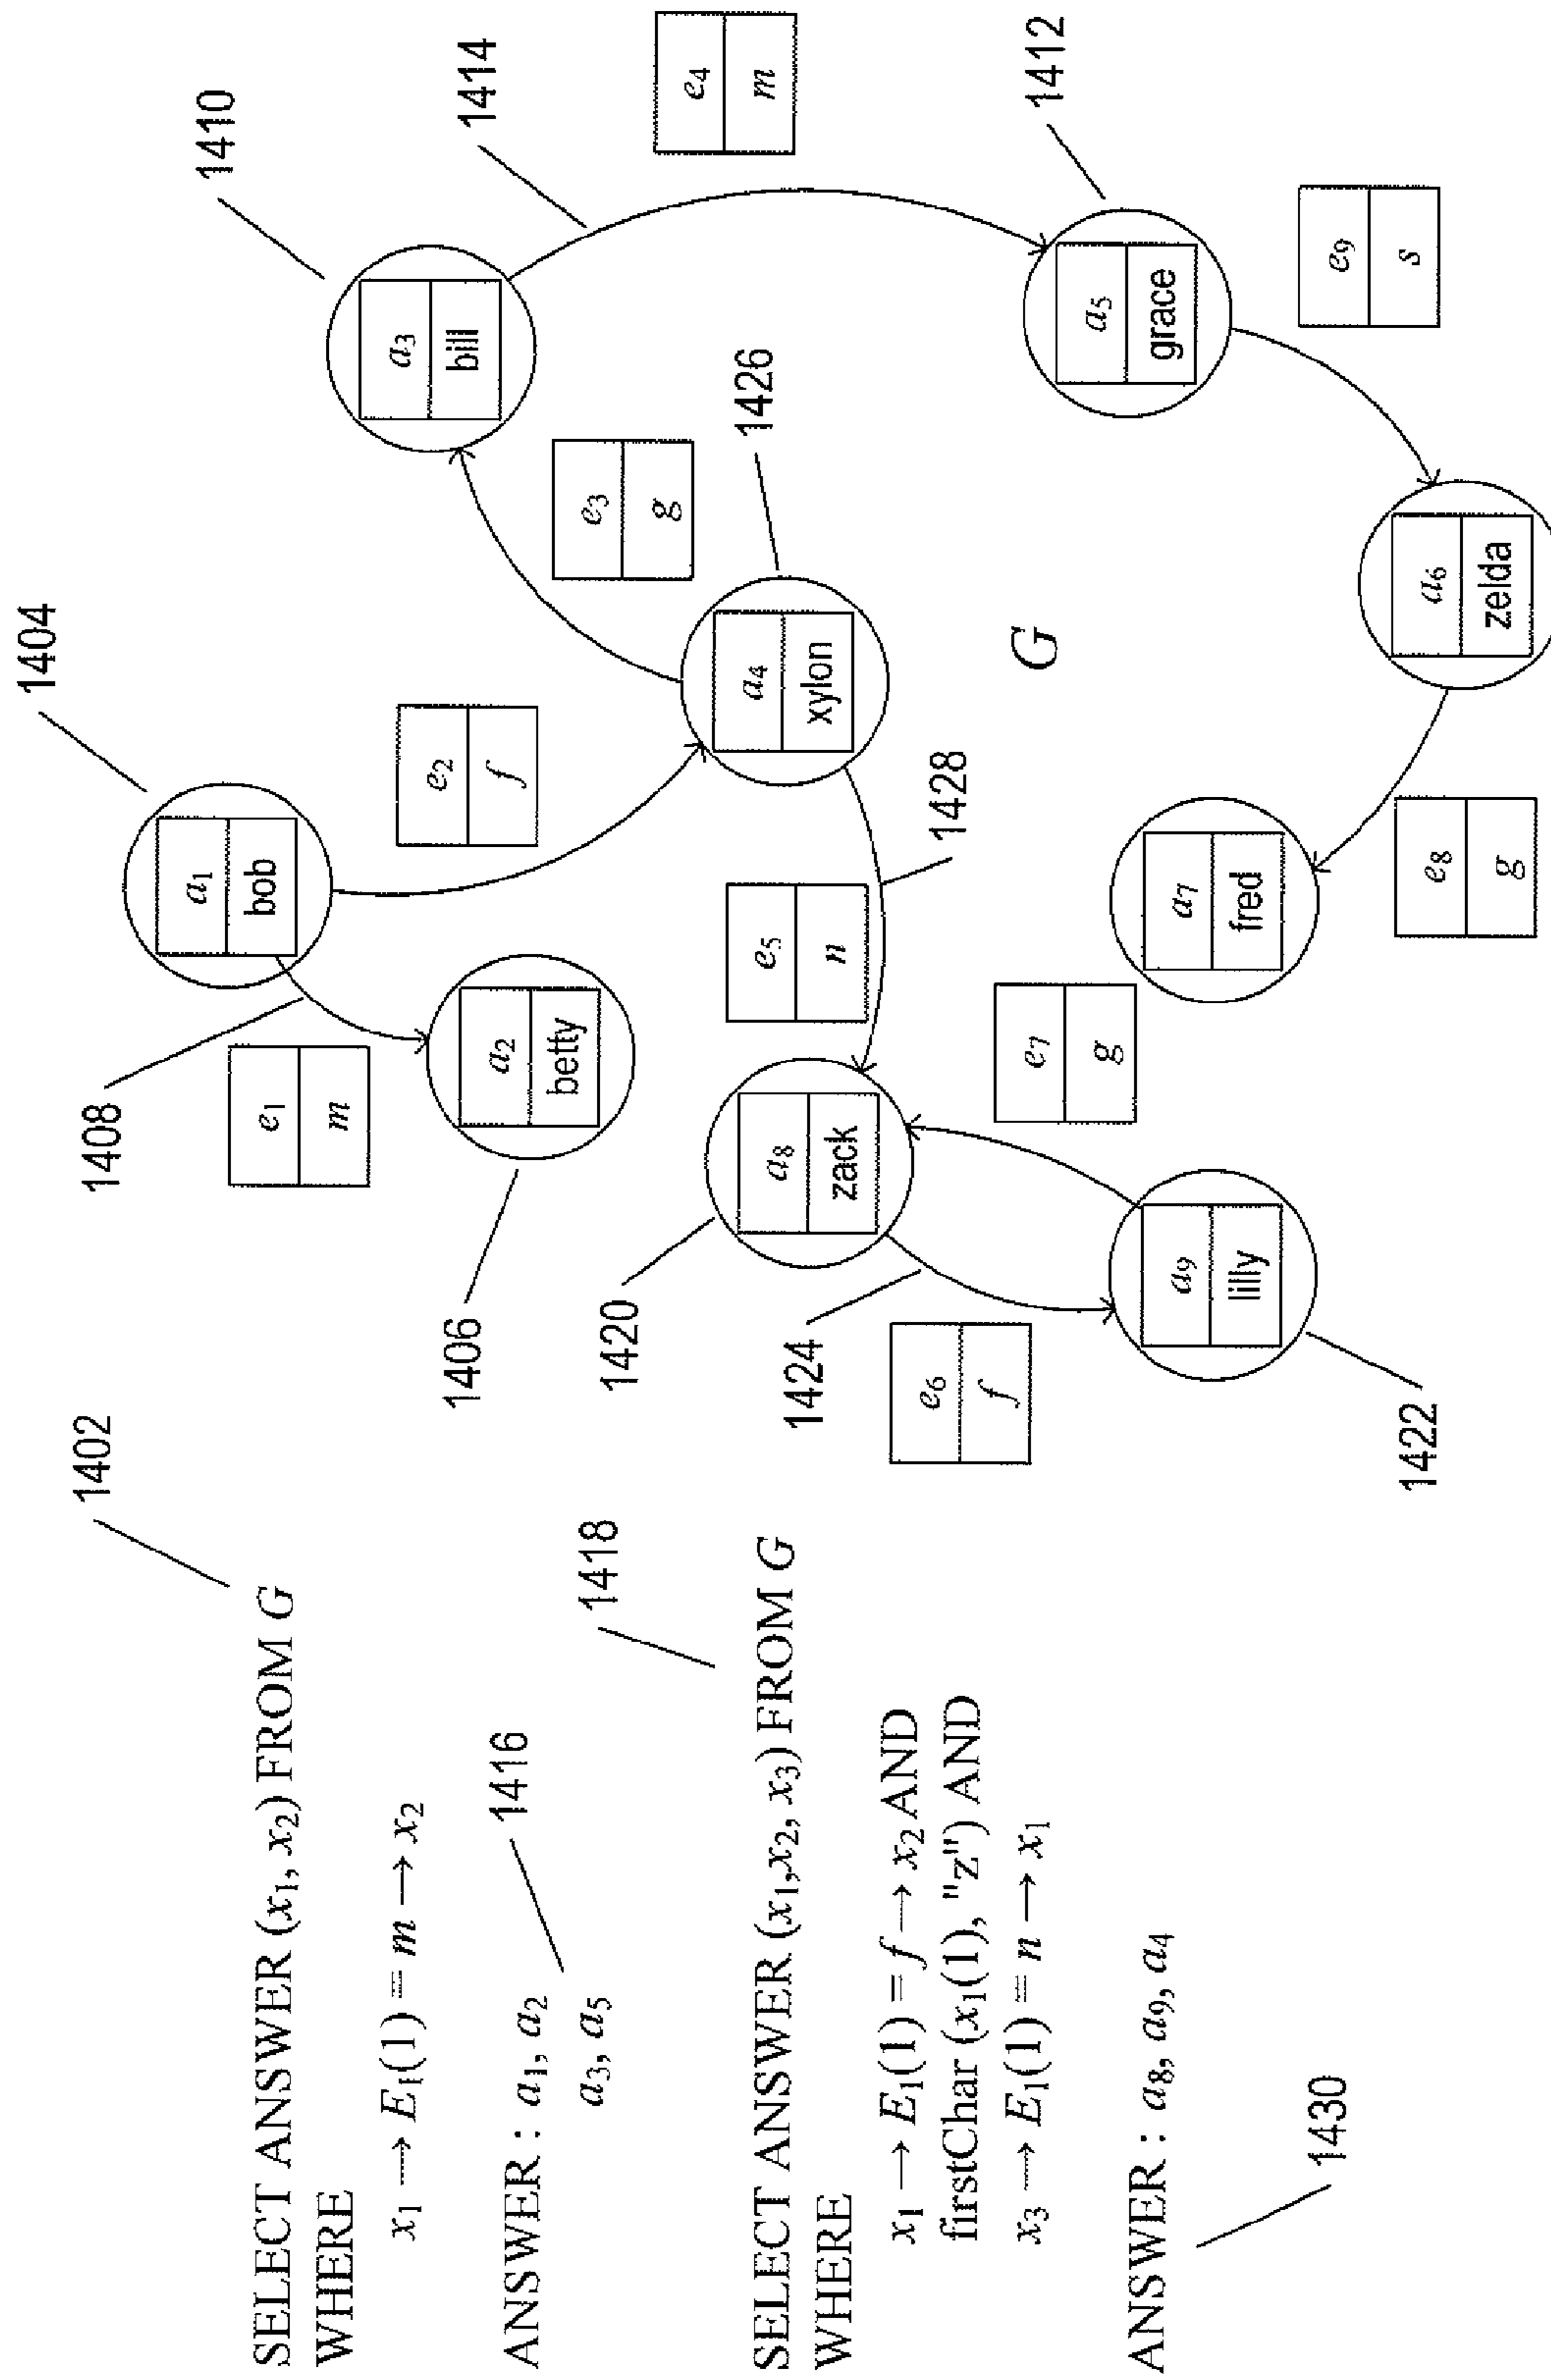 1402
SELECT ANSWER (x₁, x₂) FROM G
WHERE
x₁ → E₁(1) = m → x₂
1416
ANSWER : a₁, a₂
a₃, a₅
1418
SELECT ANSWER (x₁,x₂, x₃) FROM G
WHERE
x₁ → E₁(1) = f → x₂ AND
firstChar (x₁(1), "z") AND
x₃ → E₁(1) = n → x₁
ANSWER : a₈, a₉, a₄
1430
1404
1408
a₁
bob
e₁
m
1410
1414
e₂
f
a₃
bill
e₄
m
1406
a₂
betty
e₃
g
1426
1420
a₈
zack
e₅
n
a₄
xylon
1428
1412
1424
e₆
f
e₇
g
G
a₅
grace
a₉
lilly
a₇
fred
e₉
s
1422
e₈
g
a₆
zelda